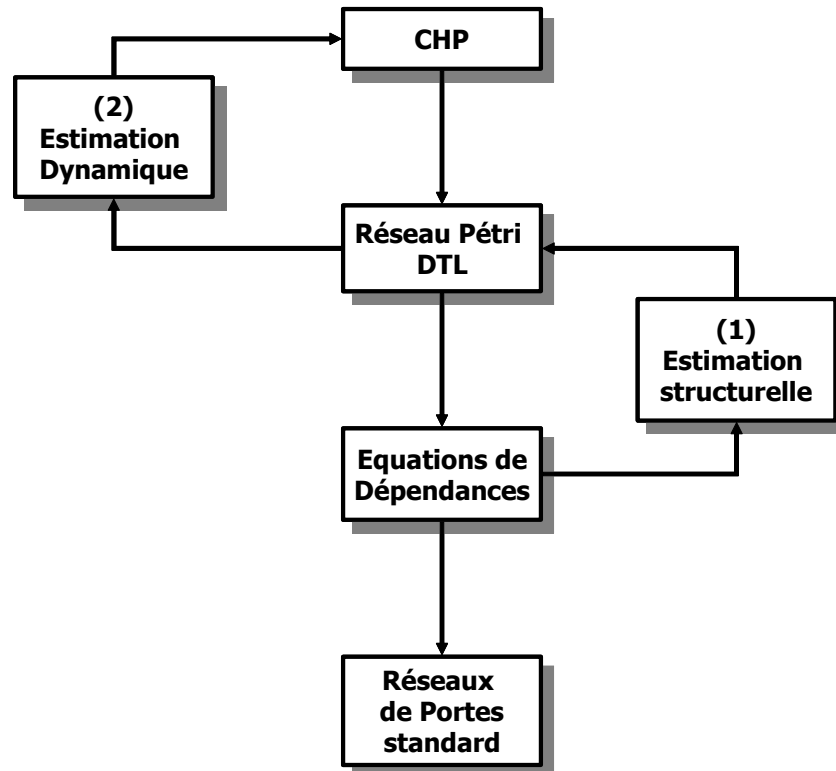 CHP
(2)
Estimation
Dynamique
Réseau Pétri
DTL
(1)
Estimation
structurelle
Equations de
Dépendances
Réseaux
de Portes
standard